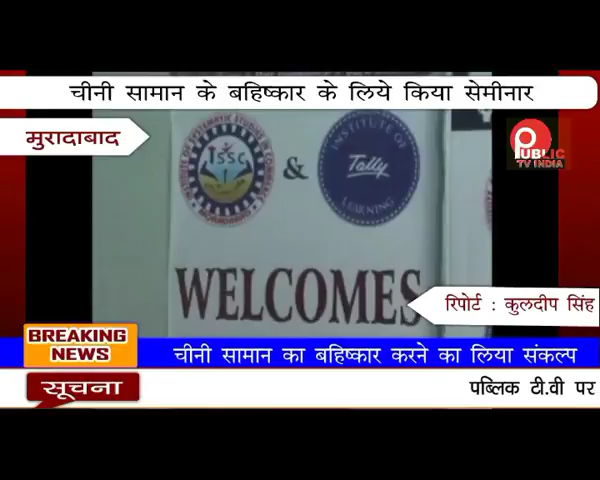 चीनी सामान के बहिष्कार के लिये किया सेमीनार
मुरादाबाद
PUBLIC
TV INDIA
ISSC
&
INSTITUTE OF
Tally
LEARNING
WELCOMES
रिपोर्ट : कुलदीप सिंह
BREAKING
NEWS
चीनी सामान का बहिष्कार करने का लिया संकल्प
सूचना
पब्लिक टी.वी पर